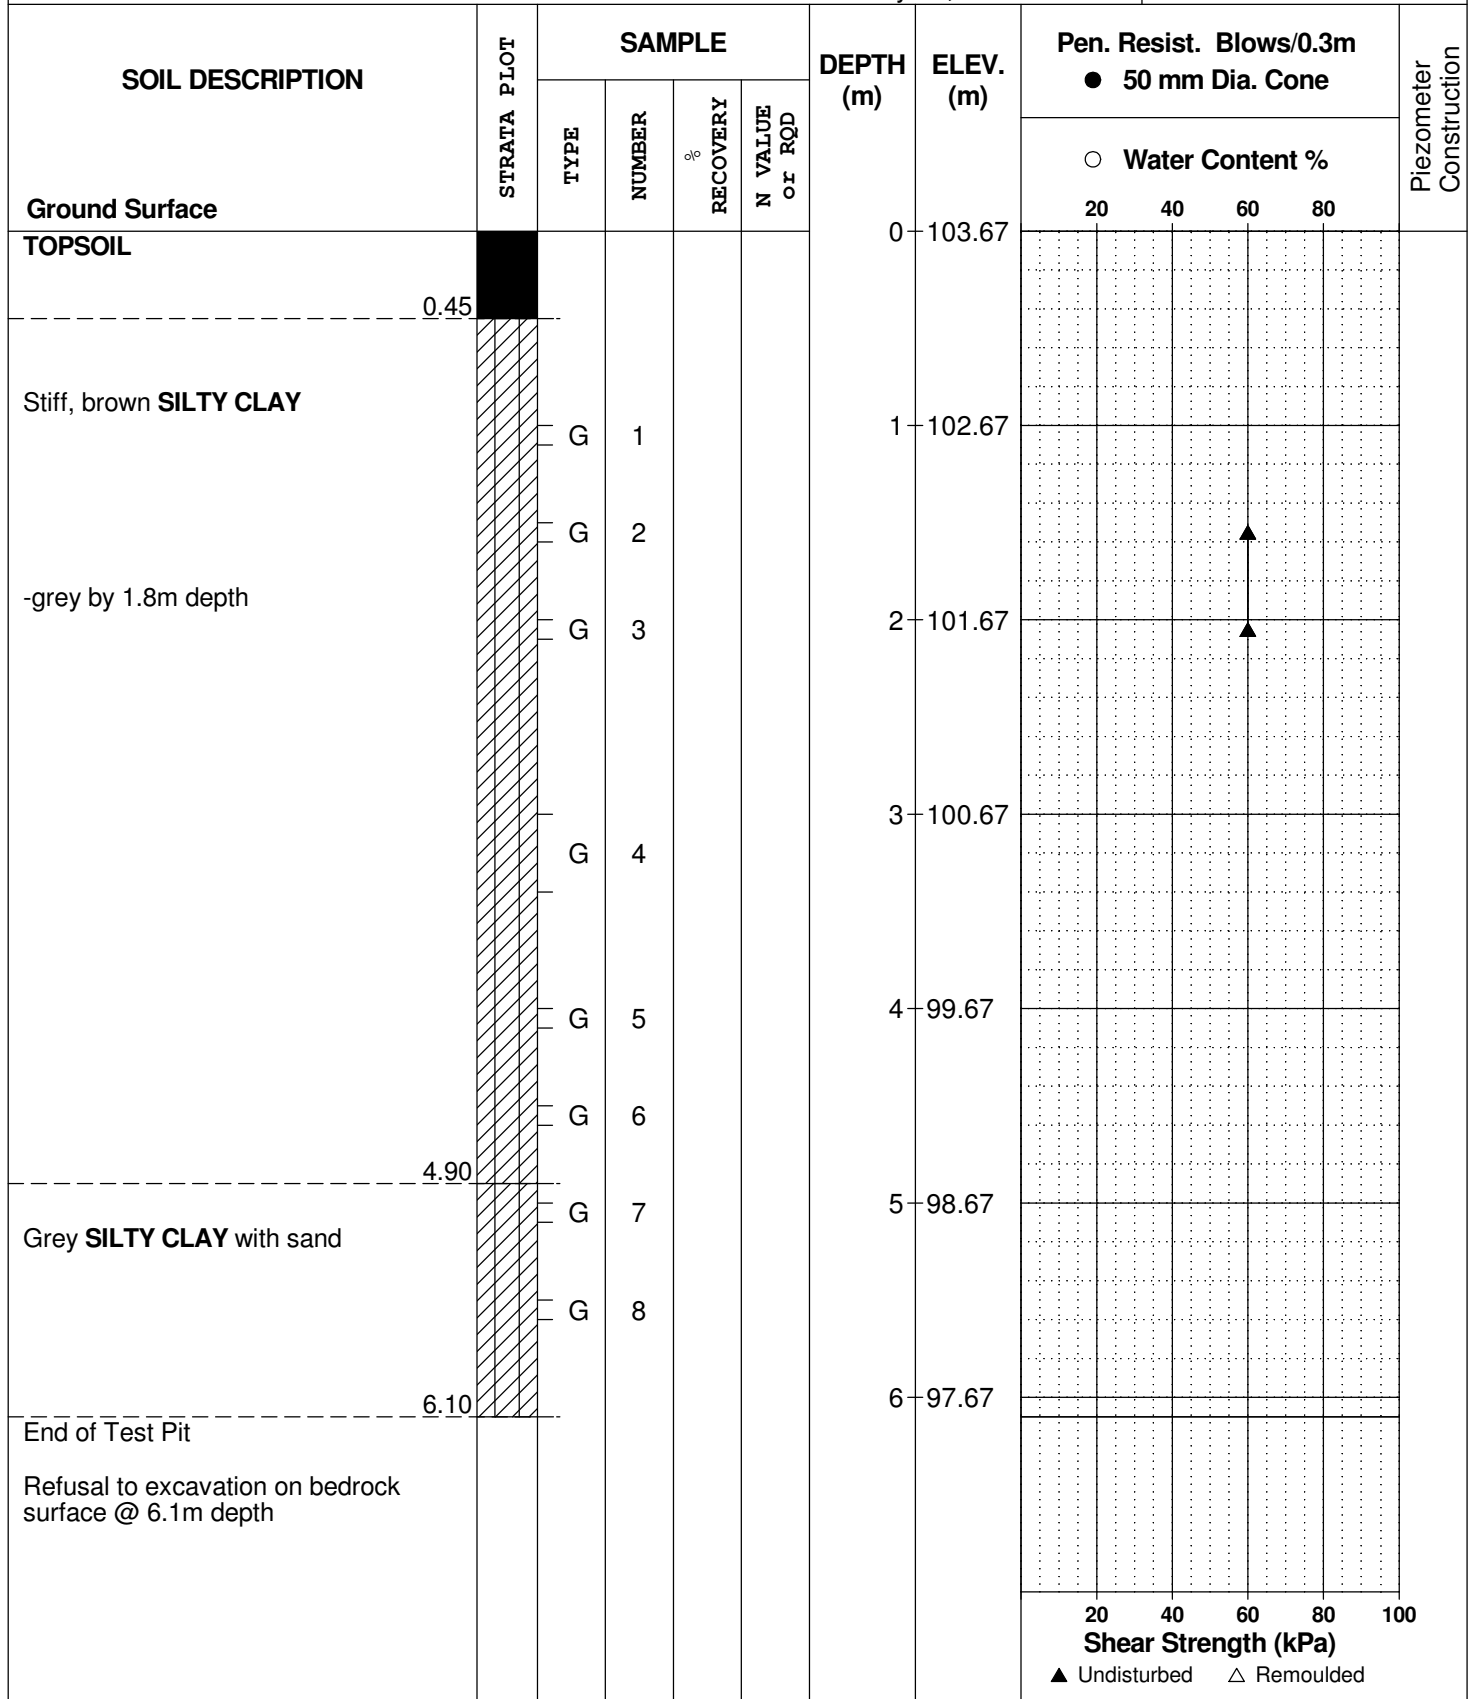 SOIL DESCRIPTION
Ground Surface
STRATA PLOT
SAMPLE
TYPE
NUMBER
%
RECOVERY
N VALUE
or RQD
DEPTH
(m)
ELEV.
(m)
Pen. Resist. Blows/0.3m
● 50 mm Dia. Cone
○ Water Content %
20 40 60 80
Piezometer
Construction
TOPSOIL
0 103.67
0.45
Stiff, brown SILTY CLAY
G 1
1 102.67
G 2
-grey by 1.8m depth
G 3
2 101.67
3 100.67
G 4
G 5
4 99.67
G 6
4.90
G 7
5 98.67
Grey SILTY CLAY with sand
G 8
6.10
6 97.67
End of Test Pit
Refusal to excavation on bedrock
surface @ 6.1m depth
20 40 60 80 100
Shear Strength (kPa)
▲ Undisturbed △ Remoulded